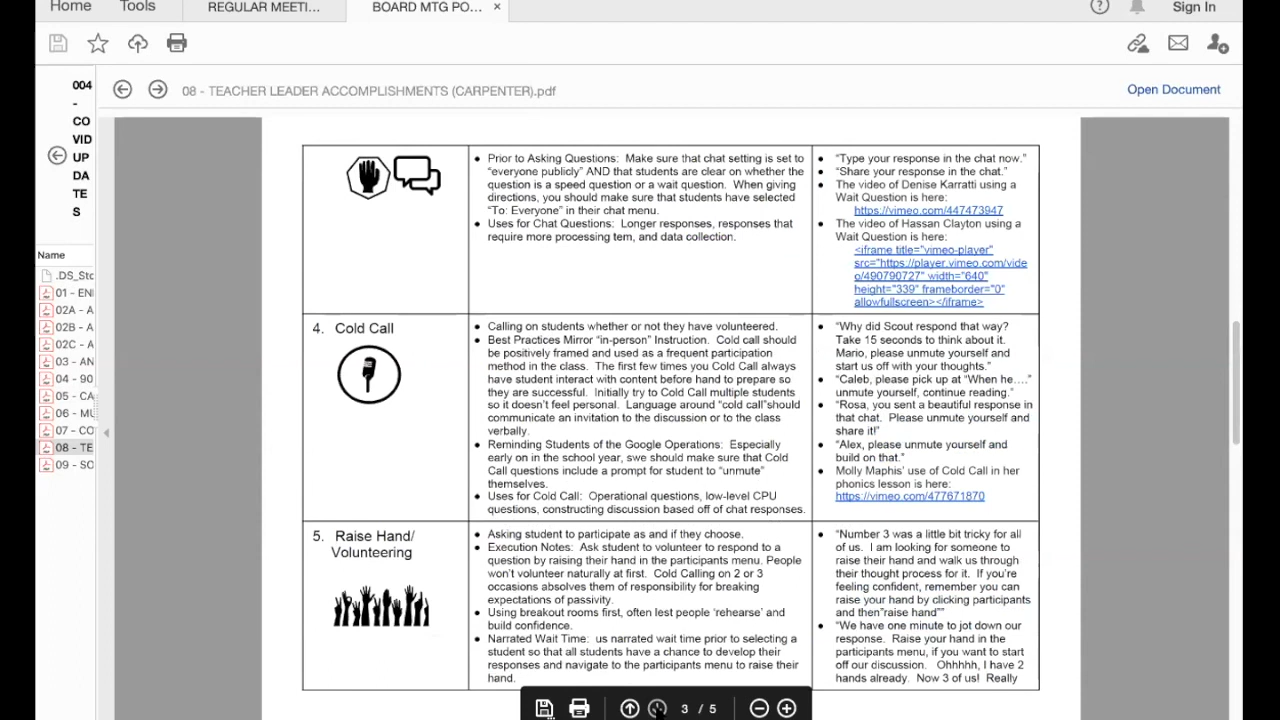 Home
Tools
REGULAR MEETI...
BOARD MTG PO...
×
?
Sign In
004
-
CO
VID
UP
DA
TE
S
08 - TEACHER LEADER ACCOMPLISHMENTS (CARPENTER).pdf
Open Document
Name
.DS_Sto
01 - EN
02A - A
02B - A
02C - A
03 - AN
04 - 90
05 - CA
06 - MU
07 - CO
08 - TE
09 - SO
• Prior to Asking Questions: Make sure that chat setting is set to
“everyone publicly” AND that students are clear on whether the
question is a speed question or a wait question. When giving
directions, you should make sure that students have selected
“To: Everyone” in their chat menu.
• Uses for Chat Questions: Longer responses, responses that
require more processing tem, and data collection.
• “Type your response in the chat now.”
• “Share your response in the chat.”
• The video of Denise Karratti using a
Wait Question is here:
https://vimeo.com/447473947
• The video of Hassan Clayton using a
Wait Question is here:
<iframe title="vimeo-player"
src="https://player.vimeo.com/vide
o/490790727" width="640"
height="339" frameborder="0"
allowfullscreen></iframe>
4. Cold Call
• Calling on students whether or not they have volunteered.
• Best Practices Mirror “in-person” Instruction. Cold call should
be positively framed and used as a frequent participation
method in the class. The first few times you Cold Call always
have student interact with content before hand to prepare so
they are successful. Initially try to Cold Call multiple students
so it doesn’t feel personal. Language around “cold call”should
communicate an invitation to the discussion or to the class
verbally.
• Reminding Students of the Google Operations: Especially
early on in the school year, swe should make sure that Cold
Call questions include a prompt for student to “unmute”
themselves.
• Uses for Cold Call: Operational questions, low-level CPU
questions, constructing discussion based off of chat responses.
• “Why did Scout respond that way?
Take 15 seconds to think about it.
Mario, please unmute yourself and
start us off with your thoughts.”
• “Caleb, please pick up at “When he….”
unmute yourself, continue reading.”
• “Rosa, you sent a beautiful response in
that chat. Please unmute yourself and
share it!”
• “Alex, please unmute yourself and
build on that.”
• Molly Maphis’ use of Cold Call in her
phonics lesson is here:
https://vimeo.com/477671870
5. Raise Hand/
Volunteering
• Asking student to participate as and if they choose.
• Execution Notes: Ask student to volunteer to respond to a
question by raising their hand in the participants menu. People
won’t volunteer naturally at first. Cold Calling on 2 or 3
occasions absolves them of responsibility for breaking
expectations of passivity.
• Using breakout rooms first, often lest people ‘rehearse’ and
build confidence.
• Narrated Wait Time: us narrated wait time prior to selecting a
student so that all students have a chance to develop their
responses and navigate to the participants menu to raise their
hand.
• “Number 3 was a little bit tricky for all
of us. I am looking for someone to
raise their hand and walk us through
their thought process for it. If you’re
feeling confident, remember you can
raise your hand by clicking participants
and then”raise hand””
• “We have one minute to jot down our
response. Raise your hand in the
participants menu, if you want to start
off our discussion. Ohhhhh, I have 2
hands already. Now 3 of us! Really
3 / 5